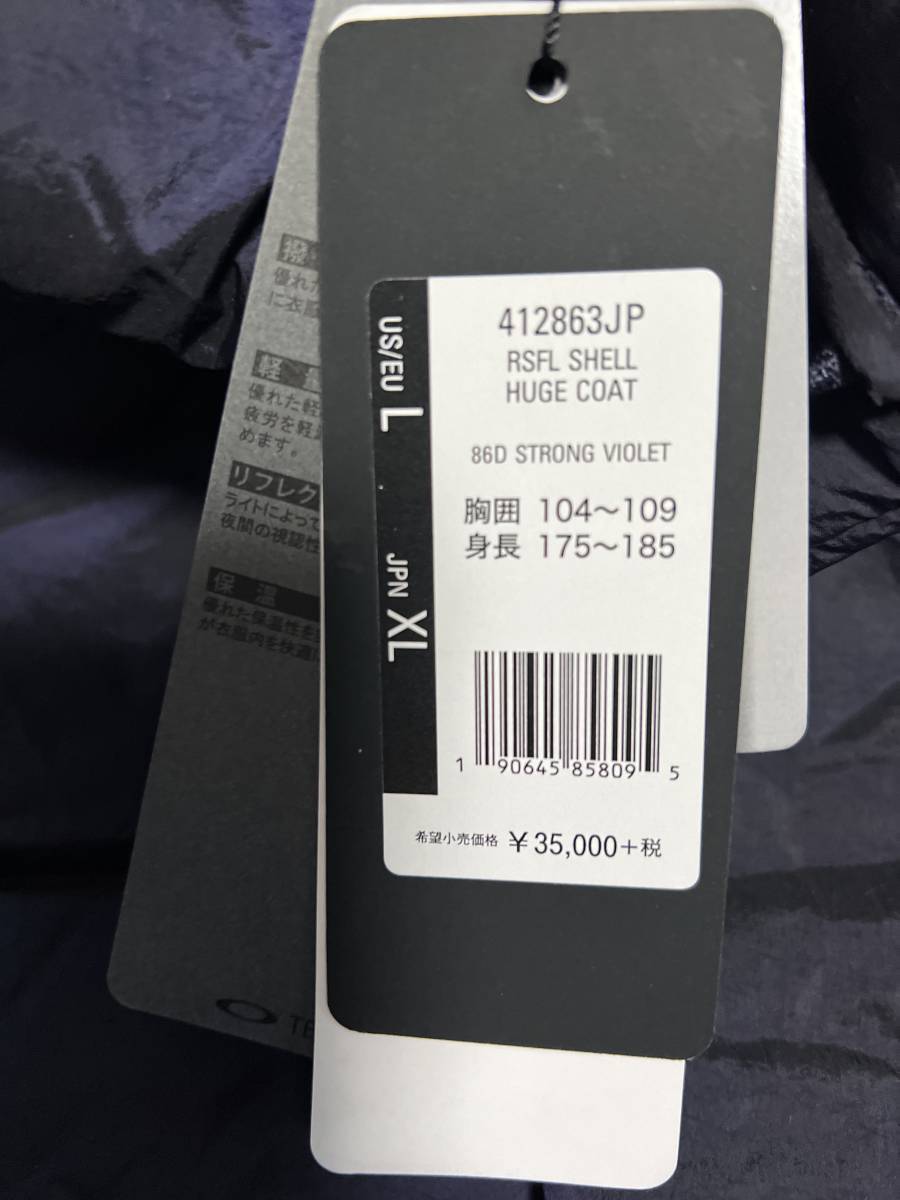 412863JP
RSFL SHELL
HUGE COAT
US/EU L
86D STRONG VIOLET
胸囲 104～109
身長 175～185
JPN XL
1 90645 85809 5
希望小売価格 ¥35,000+税
撥
優れた
に衣服
軽
優れた軽
疲労を軽
めます。
リフレク
ライトによって
夜間の視認性
保温
優れた保温性を
が衣服内を快適に